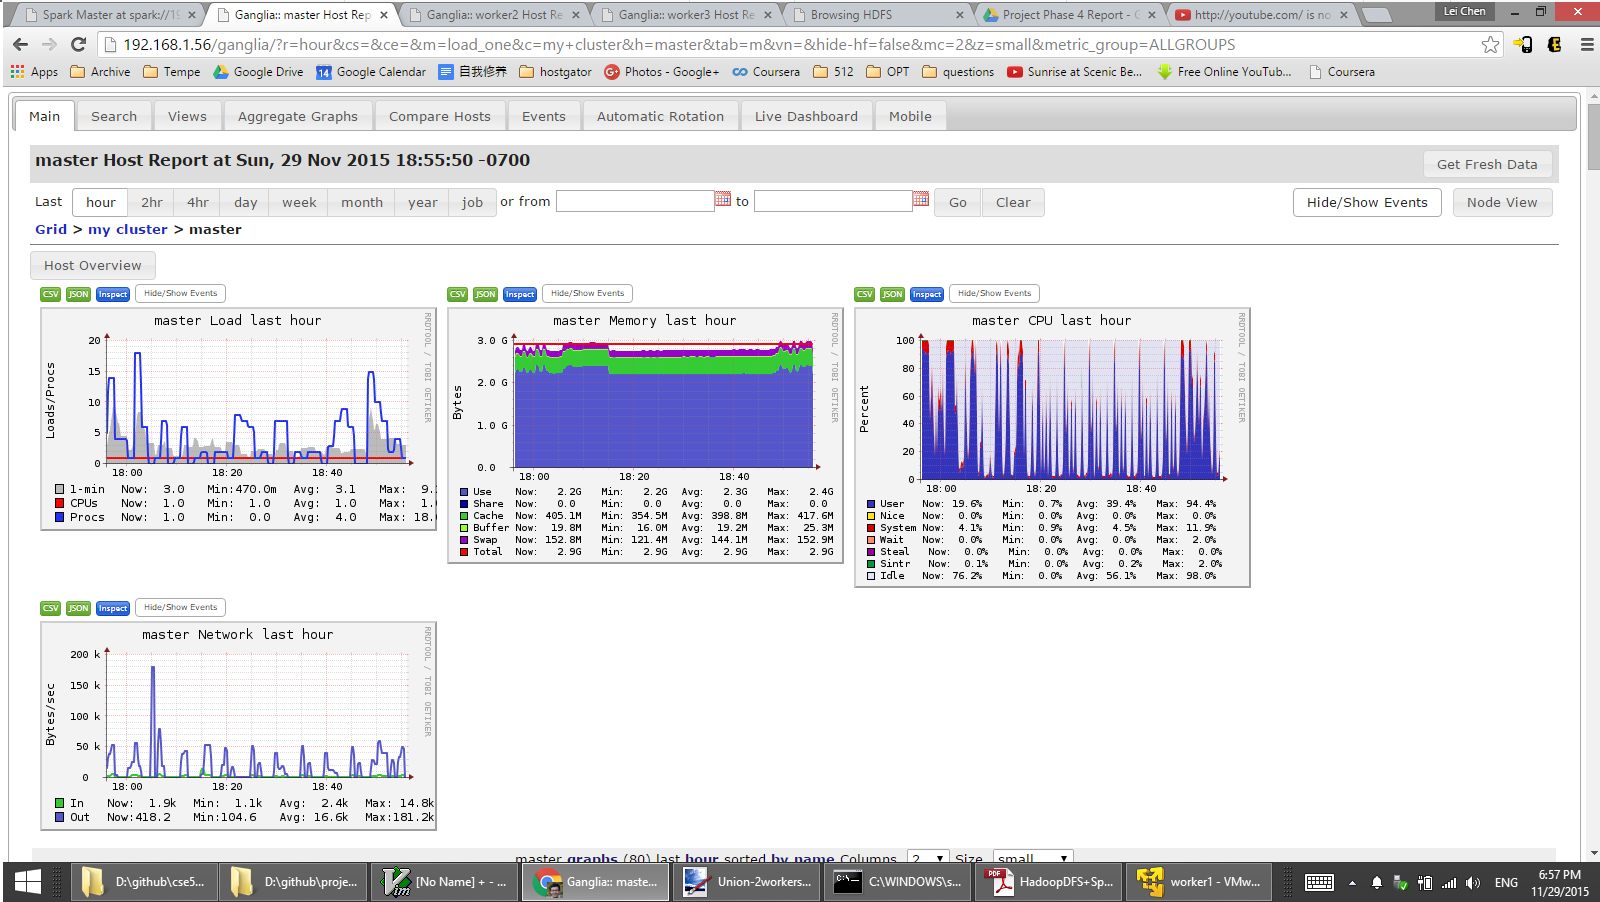 Spark Master at spark://19
Ganglia:: master Host Rep
Ganglia:: worker2 Host Re
Ganglia:: worker3 Host Re
Browsing HDFS
Project Phase 4 Report - G
http://youtube.com/ is no
Lei Chen
192.168.1.56/ganglia/?r=hour&cs=&ce=&m=load_one&c=my+cluster&h=master&tab=m&vn=&hide-hf=false&mc=2&z=small&metric_group=ALLGROUPS
Apps Archive Tempe Google Drive 14 Google Calendar 自我修养 hostgator Photos - Google+ Coursera 512 OPT questions Sunrise at Scenic Be... Free Online YouTub... Coursera
Main Search Views Aggregate Graphs Compare Hosts Events Automatic Rotation Live Dashboard Mobile
master Host Report at Sun, 29 Nov 2015 18:55:50 -0700
Get Fresh Data
Last hour 2hr 4hr day week month year job or from to Go Clear Hide/Show Events Node View
Grid > my cluster > master
Host Overview
CSV JSON Inspect Hide/Show Events
master Load last hour
RRDTOOL / TOBI OETIKER
Loads/Procs
20
15
10
5
0
18:00 18:20 18:40
1-min Now: 3.0 Min:470.0m Avg: 3.1 Max: 9.
CPUs Now: 1.0 Min: 1.0 Avg: 1.0 Max: 1.
Procs Now: 1.0 Min: 0.0 Avg: 4.0 Max: 18.
CSV JSON Inspect Hide/Show Events
master Memory last hour
RRDTOOL / TOBI OETIKER
Bytes
3.0 G
2.0 G
1.0 G
0.0
18:00 18:20 18:40
Use Now: 2.2G Min: 2.2G Avg: 2.3G Max: 2.4G
Share Now: 0.0 Min: 0.0 Avg: 0.0 Max: 0.0
Cache Now: 405.1M Min: 354.5M Avg: 398.8M Max: 417.6M
Buffer Now: 19.8M Min: 16.0M Avg: 19.2M Max: 25.3M
Swap Now: 152.8M Min: 121.4M Avg: 144.1M Max: 152.9M
Total Now: 2.9G Min: 2.9G Avg: 2.9G Max: 2.9G
CSV JSON Inspect Hide/Show Events
master CPU last hour
RRDTOOL / TOBI OETIKER
Percent
100
80
60
40
20
0
18:00 18:20 18:40
User Now: 19.6% Min: 0.7% Avg: 39.4% Max: 94.4%
Nice Now: 0.0% Min: 0.0% Avg: 0.0% Max: 0.0%
System Now: 4.1% Min: 0.9% Avg: 4.5% Max: 11.9%
Wait Now: 0.0% Min: 0.0% Avg: 0.0% Max: 2.0%
Steal Now: 0.0% Min: 0.0% Avg: 0.0% Max: 0.0%
Sintr Now: 0.1% Min: 0.0% Avg: 0.2% Max: 2.0%
Idle Now: 76.2% Min: 0.0% Avg: 56.1% Max: 98.0%
CSV JSON Inspect Hide/Show Events
master Network last hour
RRDTOOL / TOBI OETIKER
Bytes/sec
200 k
150 k
100 k
50 k
0
18:00 18:20 18:40
In Now: 1.9k Min: 1.1k Avg: 2.4k Max: 14.8k
Out Now:418.2 Min:104.6 Avg: 16.6k Max:181.2k
master graphs (80) last hour sorted by name Columns 2 Size small
D:\github\cse5...
D:\github\proje...
[No Name] + - ...
Ganglia:: maste...
Union-2workers...
C:\WINDOWS\s...
HadoopDFS+Sp...
worker1 - VMw...
ENG
6:57 PM
11/29/2015